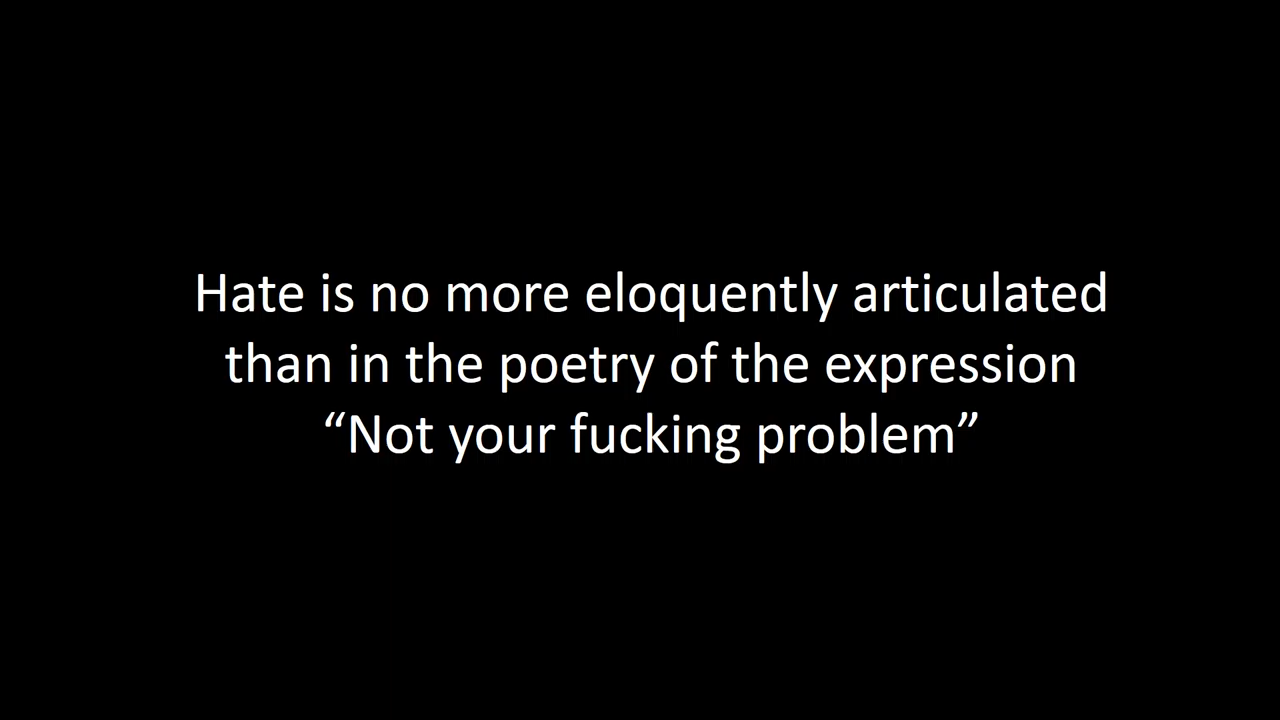 Hate is no more eloquently articulated
than in the poetry of the expression
“Not your fucking problem”